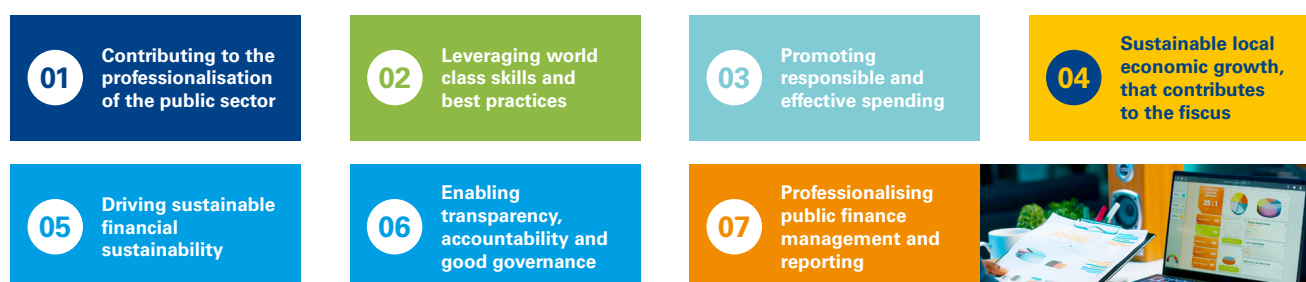 01
Contributing to the
professionalisation
of the public sector
02
Leveraging world
class skills and
best practices
03
Promoting
responsible and
effective spending
04
Sustainable local
economic growth,
that contributes
to the fiscus
05
Driving sustainable
financial
sustainability
06
Enabling
transparency,
accountability and
good governance
07
Professionalising
public finance
management and
reporting
25:1